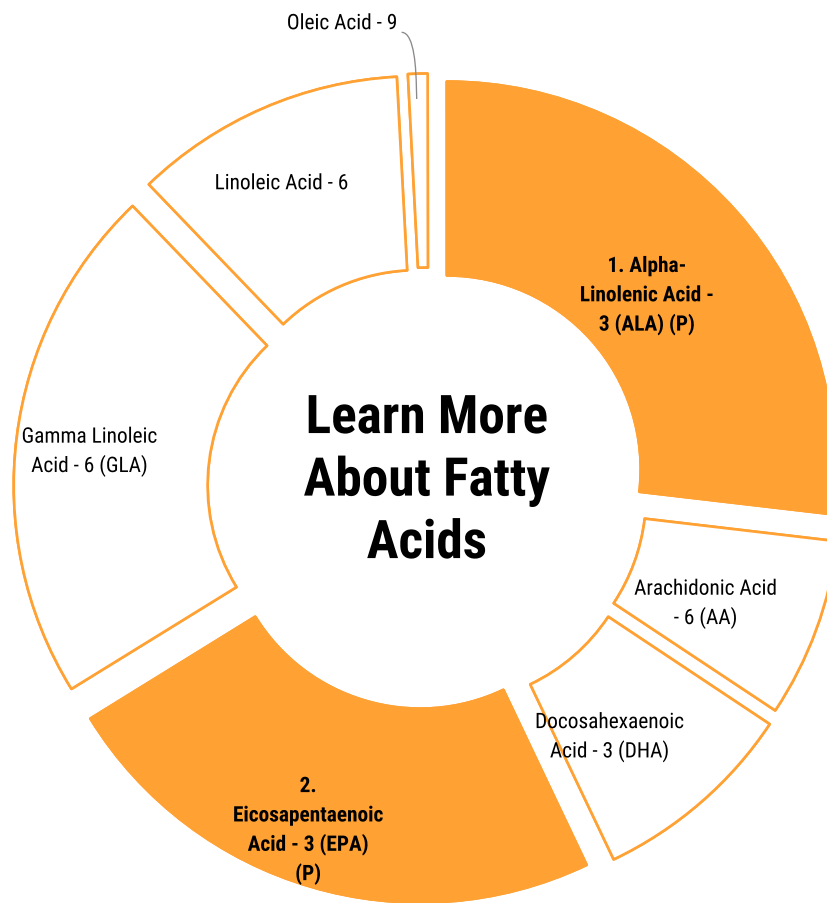 Oleic Acid - 9
Linoleic Acid - 6
1. Alpha-
Linolenic Acid -
3 (ALA) (P)
Learn More
About Fatty
Acids
Gamma Linoleic
Acid - 6 (GLA)
Arachidonic Acid
- 6 (AA)
Docosahexaenoic
Acid - 3 (DHA)
2.
Eicosapentaenoic
Acid - 3 (EPA)
(P)